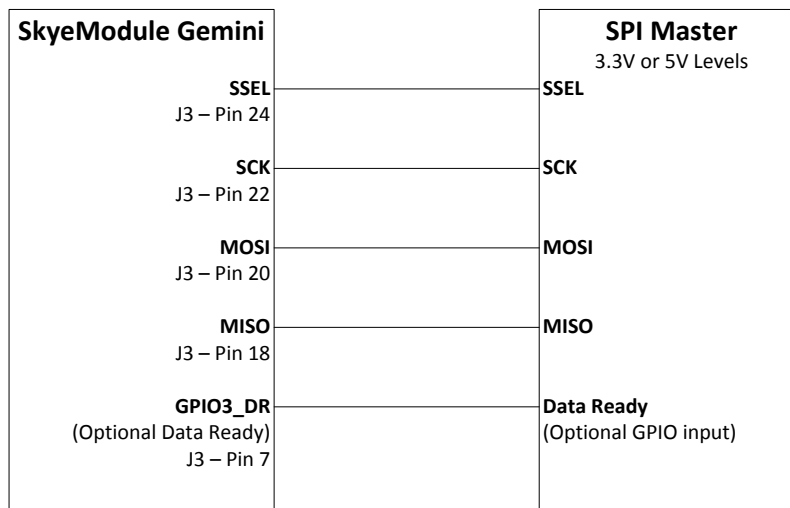 SkyeModule Gemini
SSEL
J3 – Pin 24
SCK
J3 – Pin 22
MOSI
J3 – Pin 20
MISO
J3 – Pin 18
GPIO3_DR
(Optional Data Ready)
J3 – Pin 7
SPI Master
3.3V or 5V Levels
SSEL
SCK
MOSI
MISO
Data Ready
(Optional GPIO input)